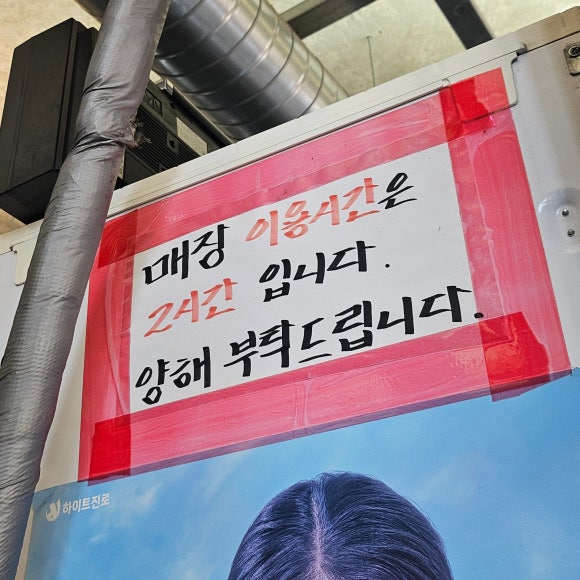 매장 이용시간은
2시간 입니다.
양해 부탁드립니다.
하이트진로